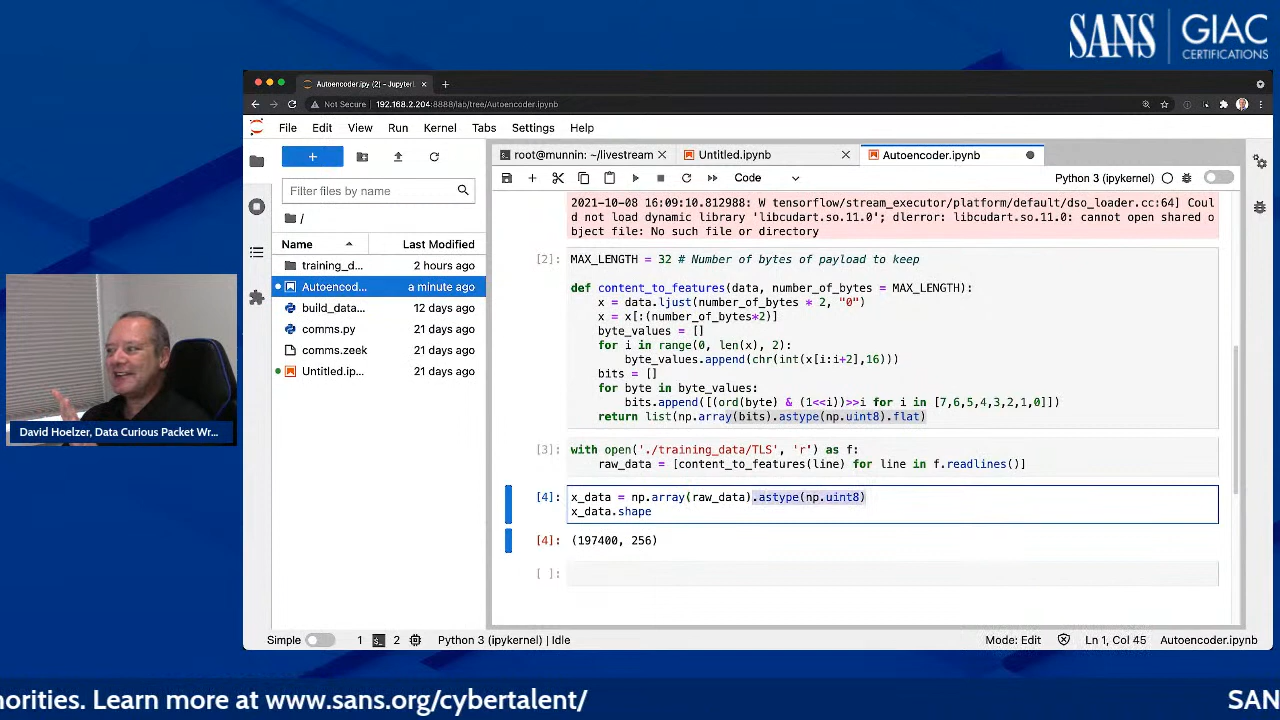 SANS GIAC
CERTIFICATIONS
Autoencoder.ipy (2) - JupyterL
Not Secure 192.168.2.204:8888/lab/tree/Autoencoder.ipynb
File Edit View Run Kernel Tabs Settings Help
root@munnin: ~/livestream Untitled.ipynb Autoencoder.ipynb
Filter files by name
Code Python 3 (ipykernel)
/
Name Last Modified
training_d... 2 hours ago
Autoencod... a minute ago
build_data... 12 days ago
comms.py 21 days ago
comms.zeek 21 days ago
Untitled.ip... 21 days ago
2021-10-08 16:09:10.812988: W tensorflow/stream_executor/platform/default/dso_loader.cc:64] Coul
d not load dynamic library 'libcudart.so.11.0'; dlerror: libcudart.so.11.0: cannot open shared o
bject file: No such file or directory
[2]: MAX_LENGTH = 32 # Number of bytes of payload to keep
def content_to_features(data, number_of_bytes = MAX_LENGTH):
x = data.ljust(number_of_bytes * 2, "0")
x = x[:(number_of_bytes*2)]
byte_values = []
for i in range(0, len(x), 2):
byte_values.append(chr(int(x[i:i+2],16)))
bits = []
for byte in byte_values:
bits.append([(ord(byte) & (1<<i))>>i for i in [7,6,5,4,3,2,1,0]])
return list(np.array(bits).astype(np.uint8).flat)
[3]: with open('./training_data/TLS', 'r') as f:
raw_data = [content_to_features(line) for line in f.readlines()]
[4]: x_data = np.array(raw_data).astype(np.uint8)
x_data.shape
[4]: (197400, 256)
[ ]:
David Hoelzer, Data Curious Packet Wr...
Simple 1 2 Python 3 (ipykernel) | Idle Mode: Edit Ln 1, Col 45 Autoencoder.ipynb
norities. Learn more at www.sans.org/cybertalent/ SAN